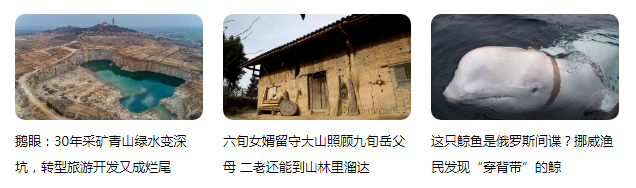 鹅眼：30年采矿青山绿水变深
坑，转型旅游开发又成烂尾
六旬女婿留守大山照顾九旬岳父
母 二老还能到山林里溜达
这只鲸鱼是俄罗斯间谍？挪威渔
民发现“穿背带”的鲸